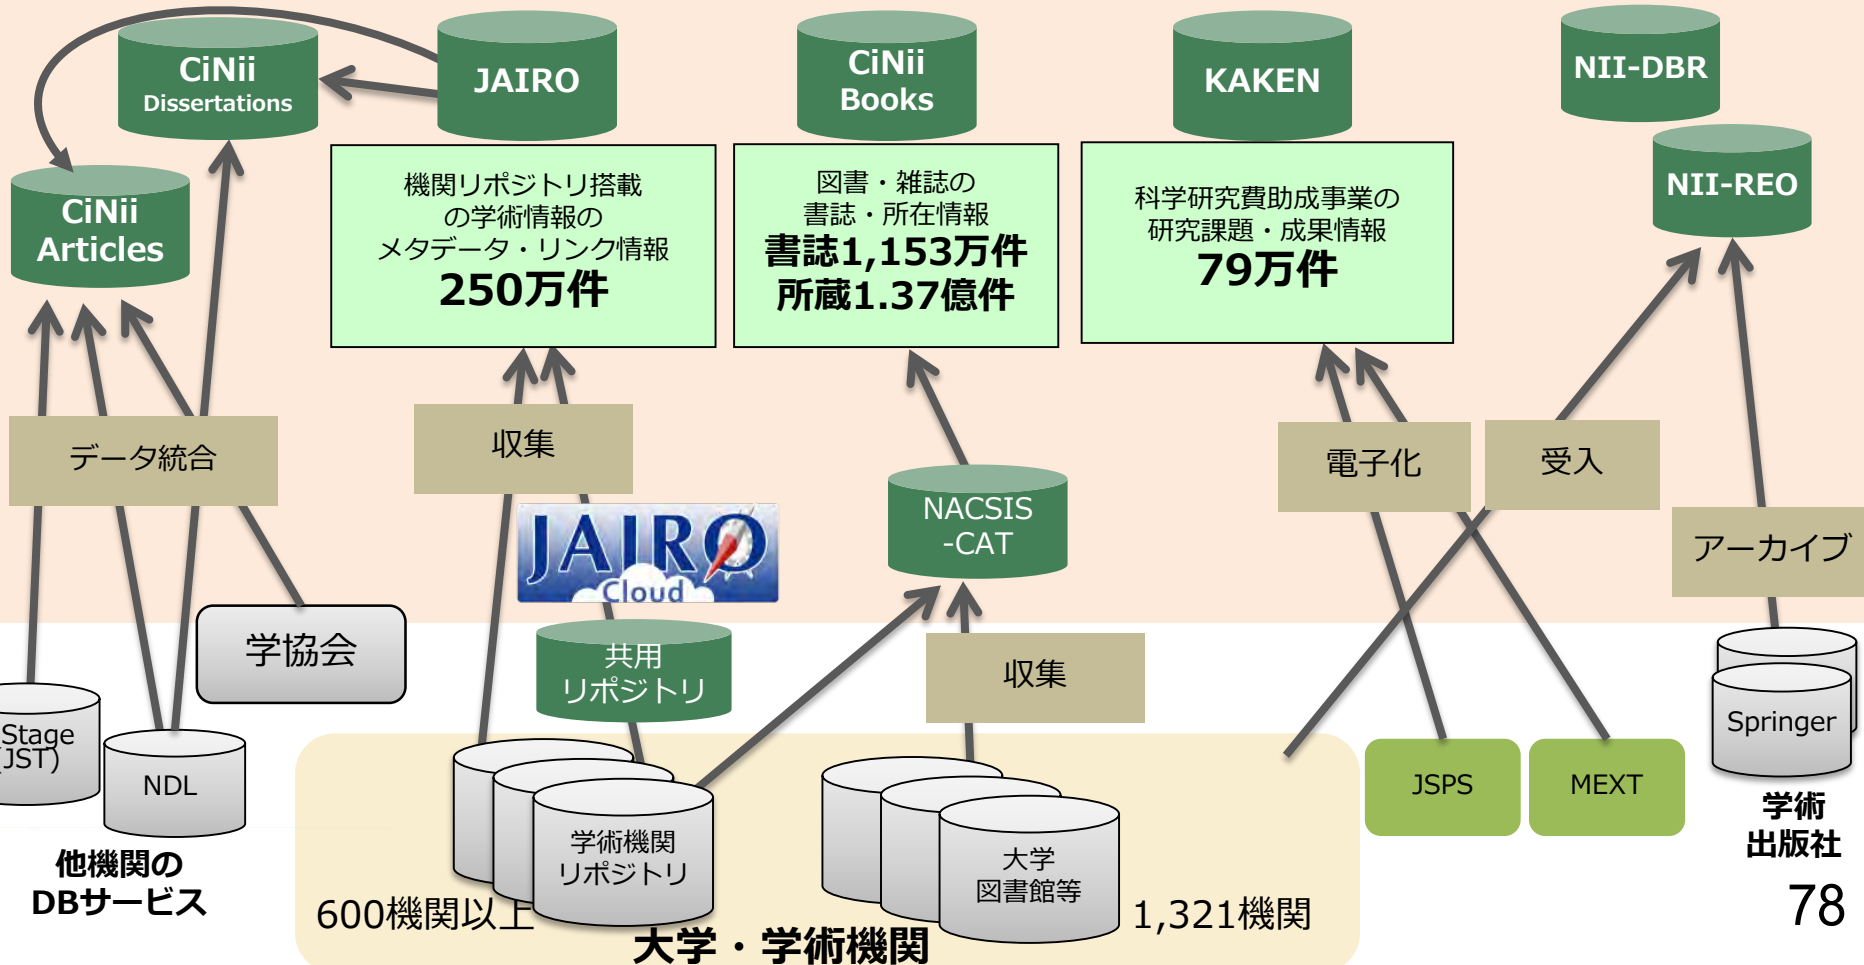 CiNii
Dissertations
JAIRO
CiNii
Books
KAKEN
NII-DBR
NII-REO
CiNii
Articles
機関リポジトリ搭載
の学術情報の
メタデータ・リンク情報
250万件
図書・雑誌の
書誌・所在情報
書誌1,153万件
所蔵1.37億件
科学研究費助成事業の
研究課題・成果情報
79万件
データ統合
収集
電子化
受入
アーカイブ
NACSIS
-CAT
JAIRO
Cloud
学協会
共用
リポジトリ
収集
Stage
(JST)
NDL
他機関の
DBサービス
学術機関
リポジトリ
600機関以上
大学
図書館等
1,321機関
大学・学術機関
JSPS
MEXT
Springer
学術
出版社
78